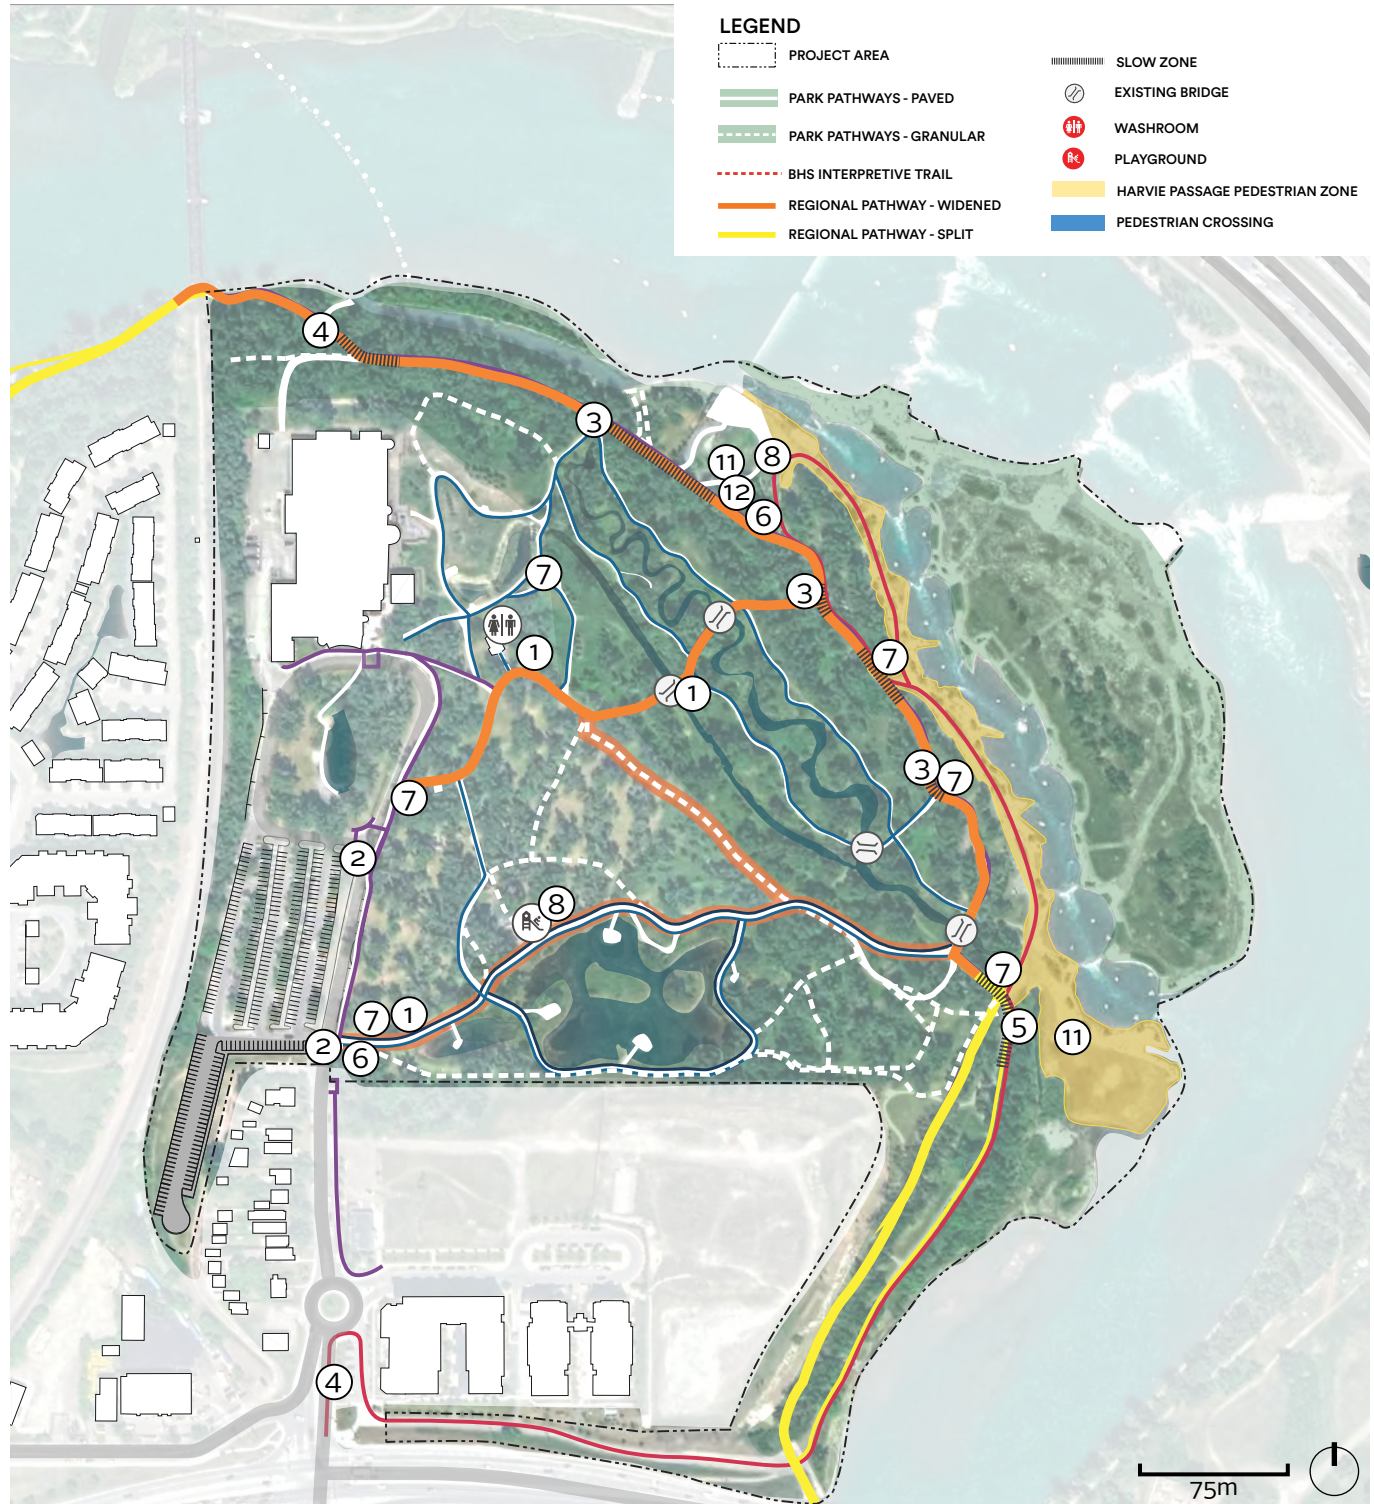 LEGEND
PROJECT AREA
PARK PATHWAYS - PAVED
PARK PATHWAYS - GRANULAR
BHS INTERPRETIVE TRAIL
REGIONAL PATHWAY - WIDENED
REGIONAL PATHWAY - SPLIT
SLOW ZONE
EXISTING BRIDGE
WASHROOM
PLAYGROUND
HARVIE PASSAGE PEDESTRIAN ZONE
PEDESTRIAN CROSSING
4
3
11
8
12
6
7
3
1
7
1
3
7
7
2
8
7
7
1
5
11
2
6
4
75m